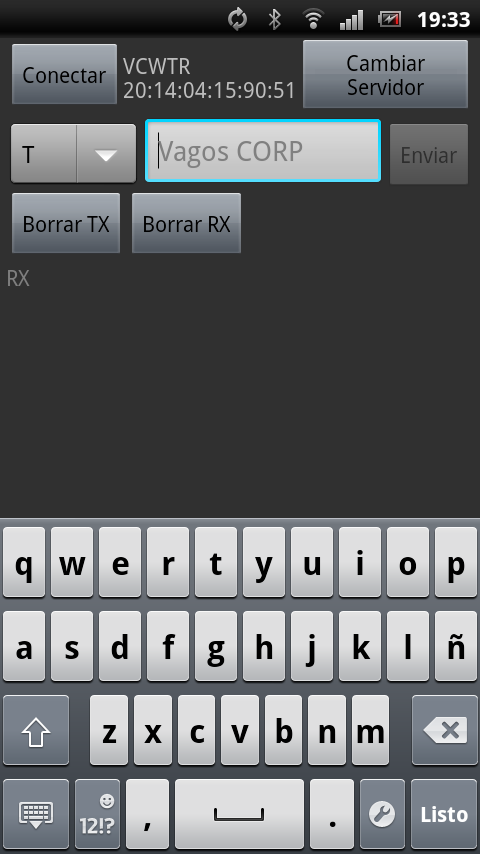 19:33
Conectar
VCWTR
20:14:04:15:90:51
Cambiar
Servidor
T
Vagos CORP
Enviar
Borrar TX
Borrar RX
RX
q w e r t y u i o p
a s d f g h j k l ñ
z x c v b n m
12!?
,
.
Listo